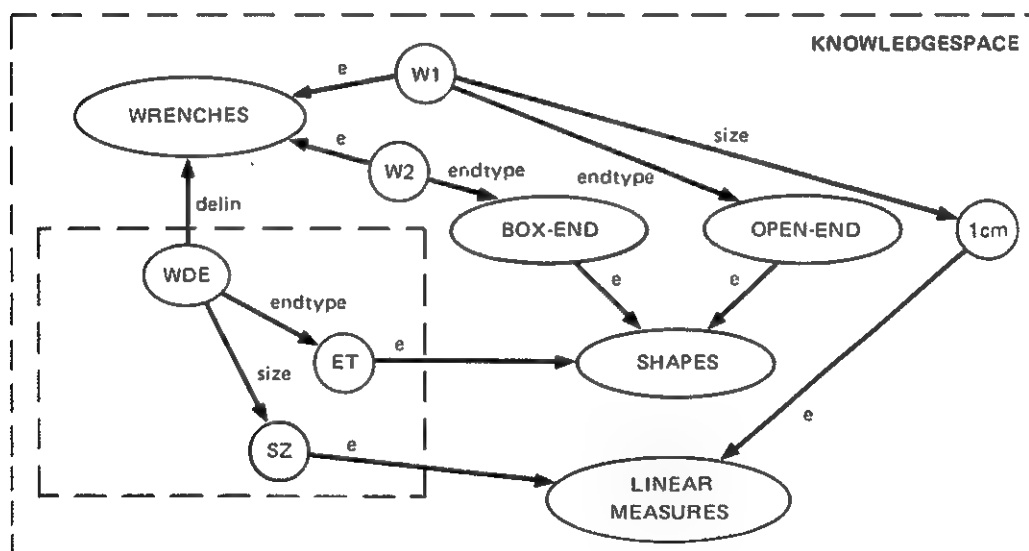 KNOWLEDGESPACE
e
W1
WRENCHES
size
e
W2
endtype
endtype
delin
BOX-END
OPEN-END
1cm
WDE
e
e
endtype
e
ET
SHAPES
size
e
SZ
e
LINEAR
MEASURES